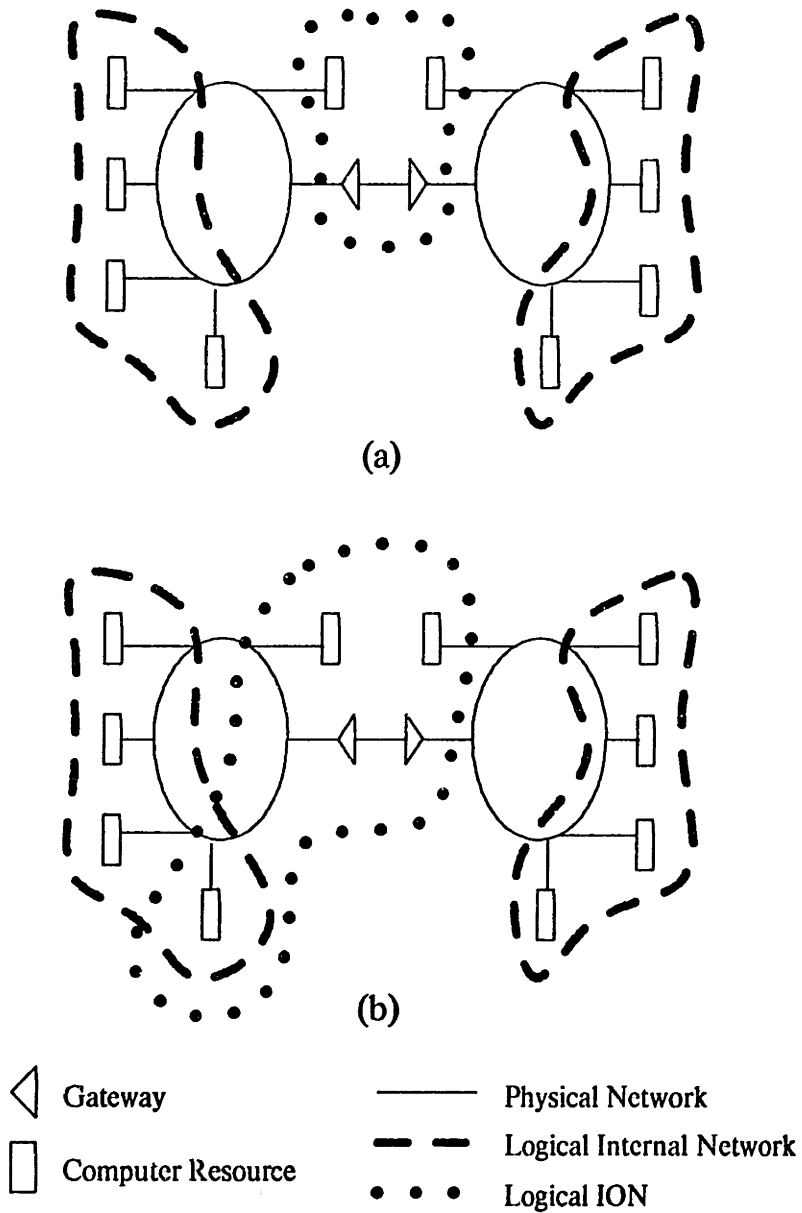 (a)
(b)
Gateway
Physical Network
Logical Internal Network
Computer Resource
Logical ION